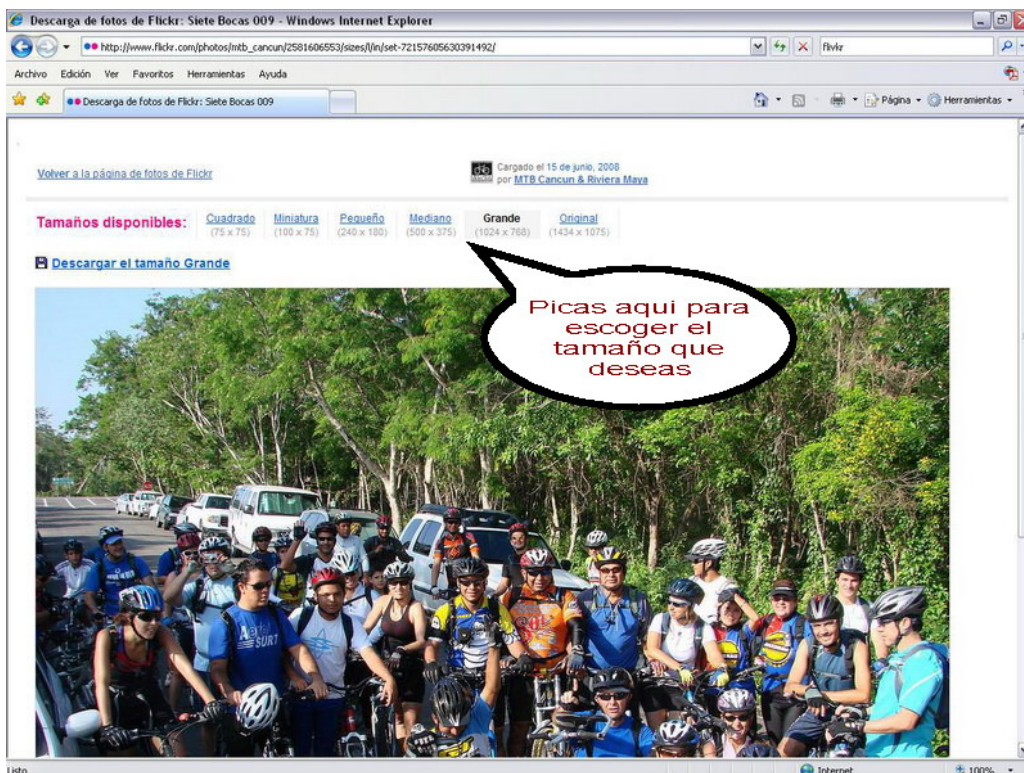 Descarga de fotos de Flickr: Siete Bocas 009 - Windows Internet Explorer
http://www.flickr.com/photos/mtb_cancun/2581606553/sizes/l/in/set-72157605630391492/
flivkr
Archivo Edición Ver Favoritos Herramientas Ayuda
Descarga de fotos de Flickr: Siete Bocas 009
Página Herramientas
Volver a la página de fotos de Flickr
Cargado el 15 de junio, 2008
por MTB Cancun & Riviera Maya
Tamaños disponibles:
Cuadrado Miniatura Pequeño Mediano Grande Original
(75 x 75) (100 x 75) (240 x 180) (500 x 375) (1024 x 768) (1434 x 1075)
Descargar el tamaño Grande
Picas aqui para
escoger el
tamaño que
deseas
SURT
Listo
Internet
100%